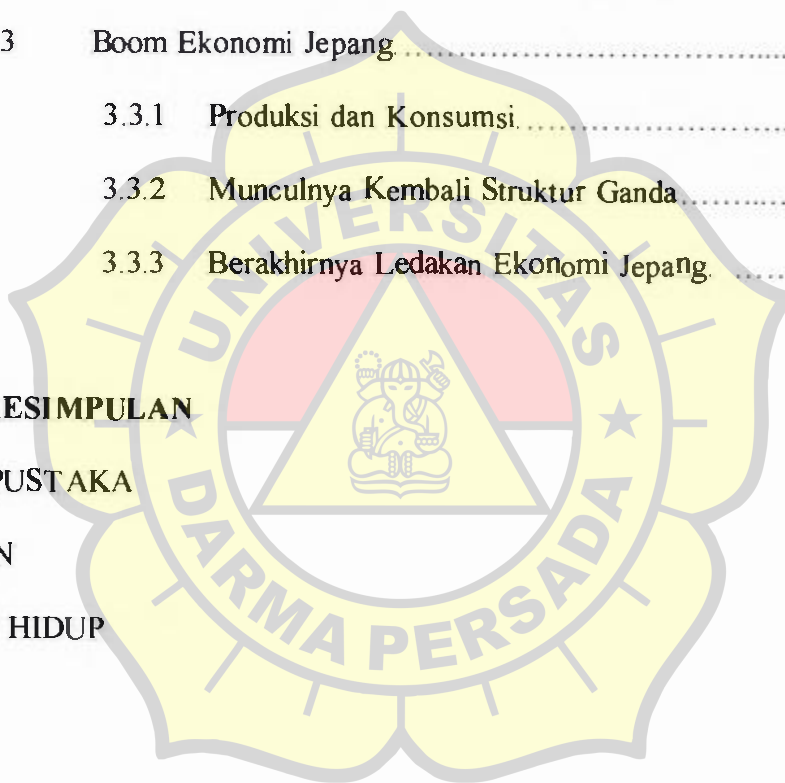 3 Boom Ekonomi Jepang
3.3.1 Produksi dan Konsumsi
3.3.2 Munculnya Kembali Struktur Ganda
3.3.3 Berakhirnya Ledakan Ekonomi Jepang.
ESIMPULAN
PUSTAKA
N
HIDUP
UNIVERSITAS
DARMA PERSADA